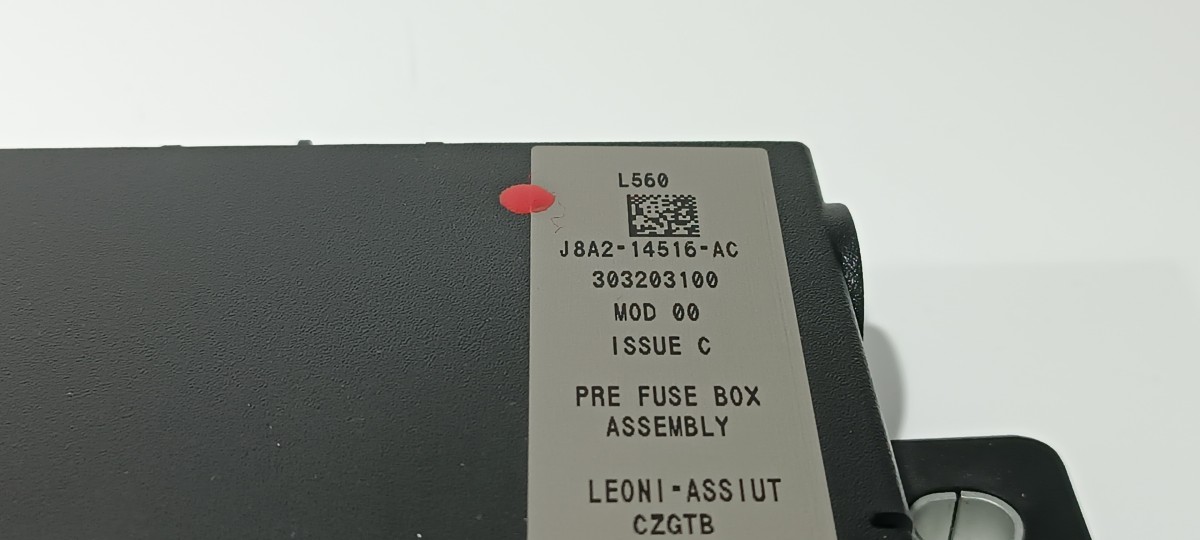 L560
J8A2-14516-AC
303203100
MOD 00
ISSUE C
PRE FUSE BOX
ASSEMBLY
LEONI-ASSIUT
CZGTB